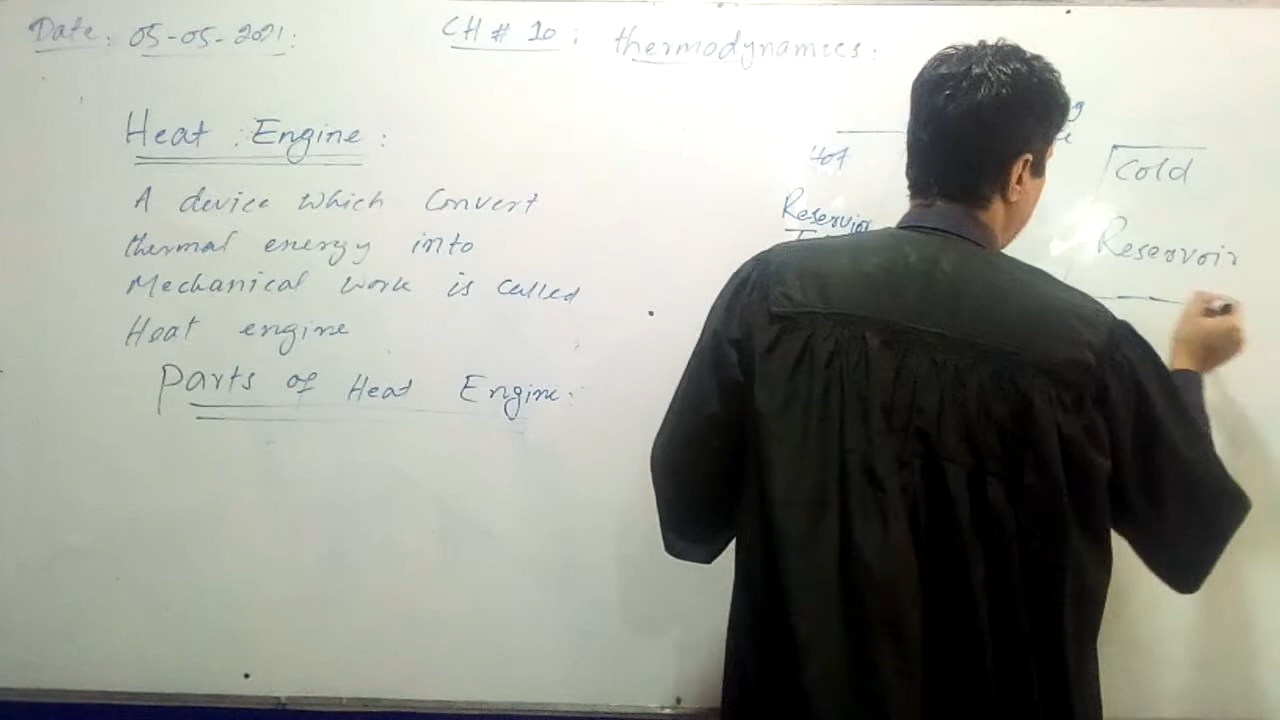 Date: 05-05-2021:
CH # 10: thermodynamics.
Heat : Engine :
A device which Convert
thermal energy into
Mechanical work is called
Heat engine
Parts of Heat Engine:
Hot
Reservior
Cold
Reservoir